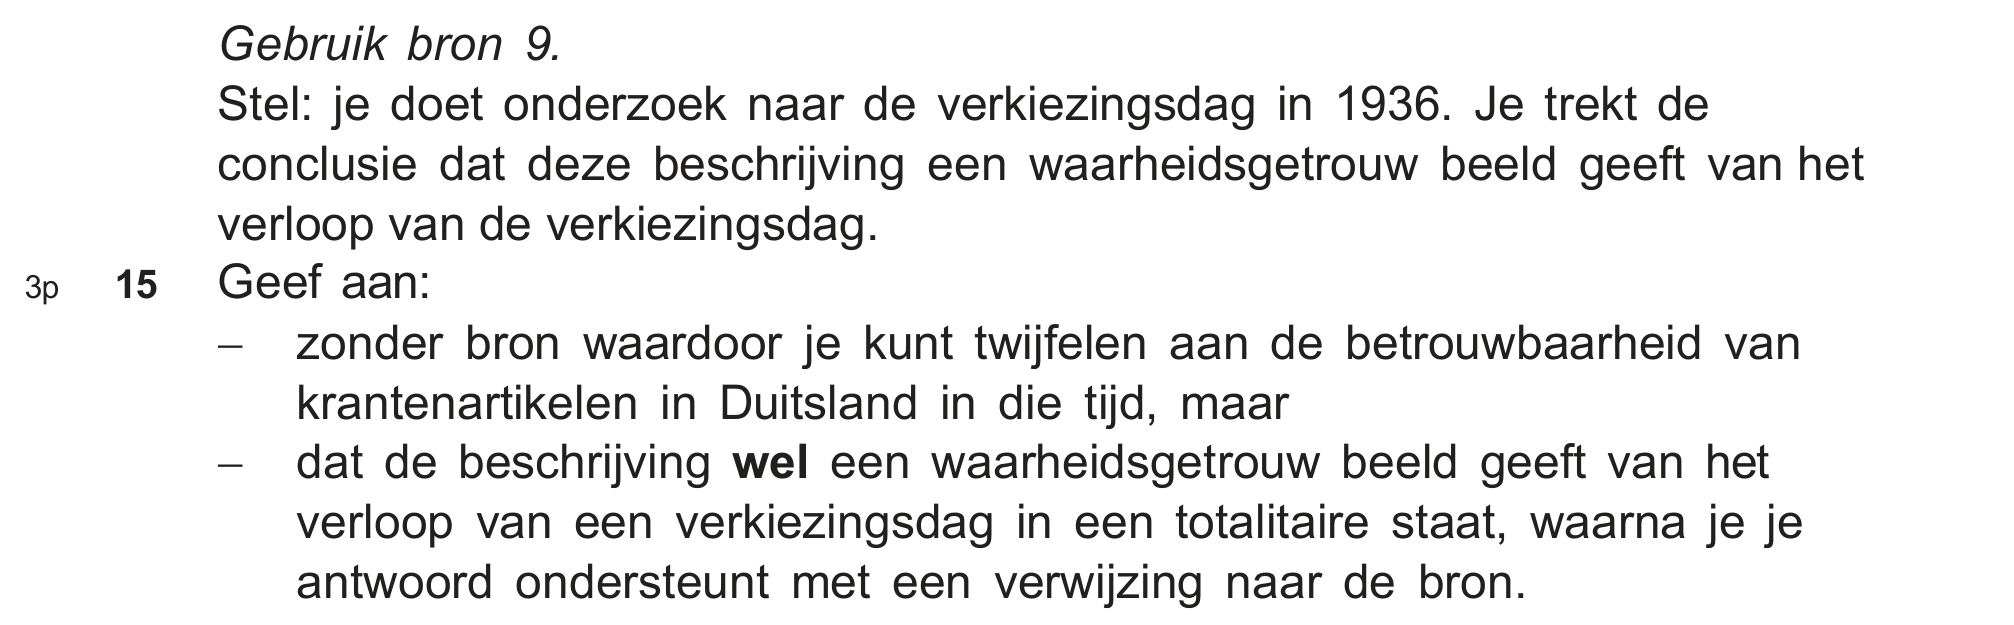 Gebruik bron 9.
Stel: je doet onderzoek naar de verkiezingsdag in 1936. Je trekt de
conclusie dat deze beschrijving een waarheidsgetrouw beeld geeft van het
verloop van de verkiezingsdag.
3p 15 Geef aan:
– zonder bron waardoor je kunt twijfelen aan de betrouwbaarheid van
krantenartikelen in Duitsland in die tijd, maar
– dat de beschrijving wel een waarheidsgetrouw beeld geeft van het
verloop van een verkiezingsdag in een totalitaire staat, waarna je je
antwoord ondersteunt met een verwijzing naar de bron.